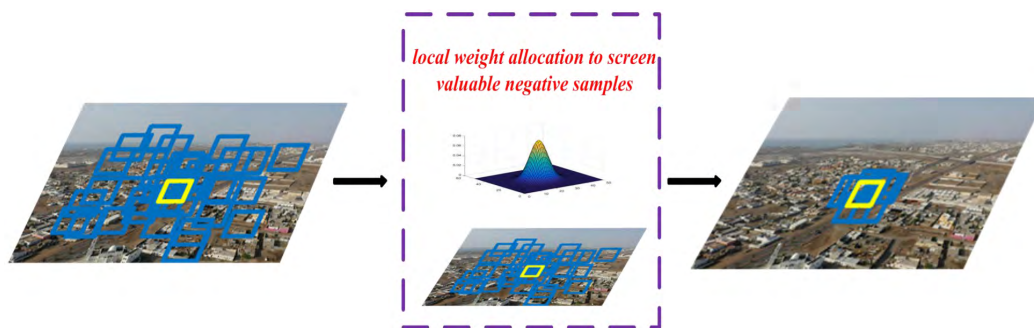 local weight allocation to screen
valuable negative samples